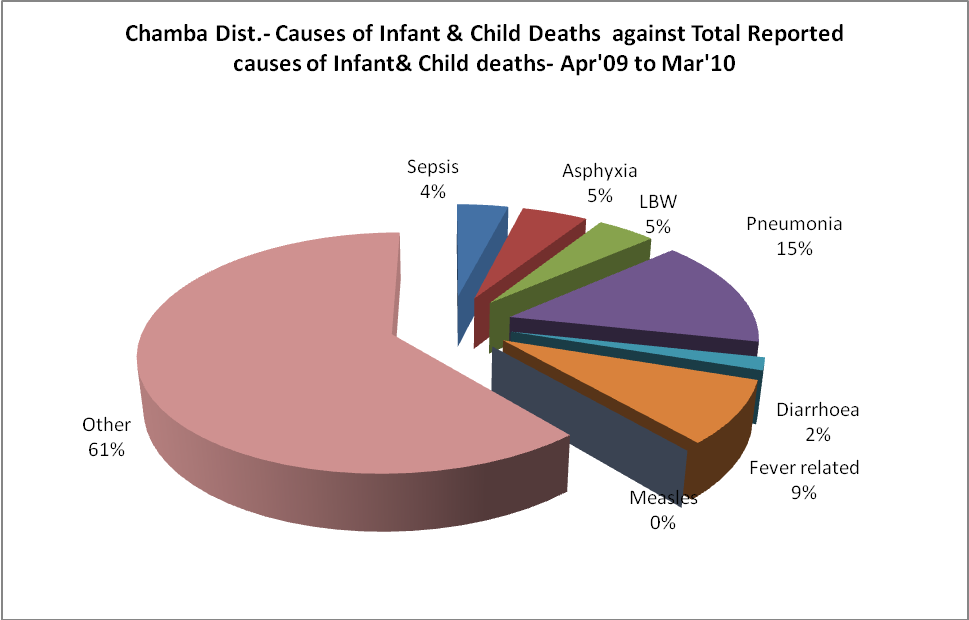 Chamba Dist.- Causes of Infant & Child Deaths against Total Reported
causes of Infant& Child deaths- Apr'09 to Mar'10
Sepsis
4%
Asphyxia
5%
LBW
5%
Pneumonia
15%
Diarrhoea
2%
Fever related
9%
Measles
0%
Other
61%